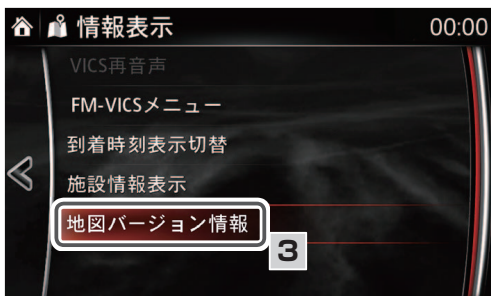 情報表示 00:00
VICS再音声
FM-VICSメニュー
到着時刻表示切替
施設情報表示
地図バージョン情報
3